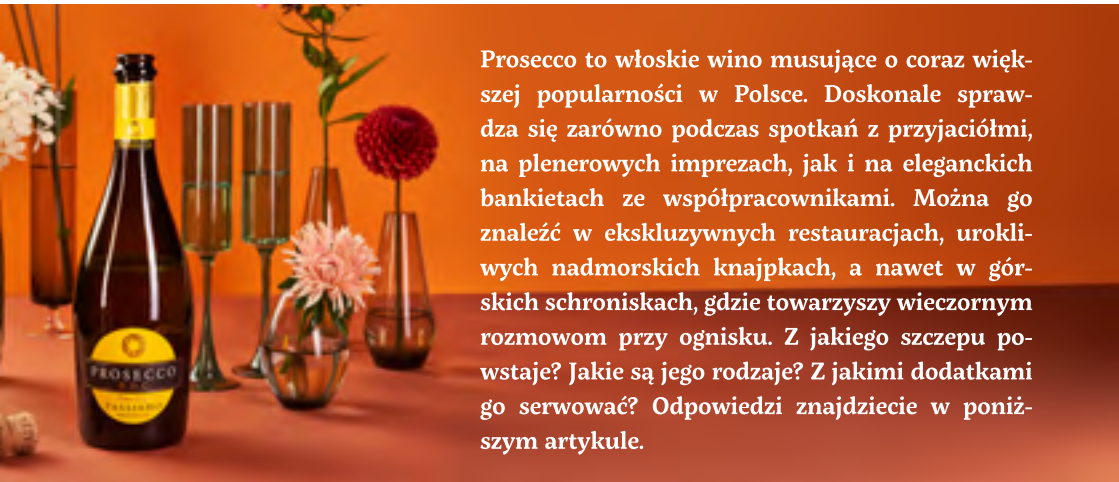 PROSECCO
Prosecco to włoskie wino musujące o coraz więk-
szej popularności w Polsce. Doskonale spraw-
dza się zarówno podczas spotkań z przyjaciółmi,
na plenerowych imprezach, jak i na eleganckich
bankietach ze współpracownikami. Można go
znaleźć w ekskluzywnych restauracjach, urokli-
wych nadmorskich knajpkach, a nawet w gór-
skich schroniskach, gdzie towarzyszy wieczornym
rozmowom przy ognisku. Z jakiego szczepu po-
wstaje? Jakie są jego rodzaje? Z jakimi dodatkami
go serwować? Odpowiedzi znajdziecie w poniż-
szym artykule.